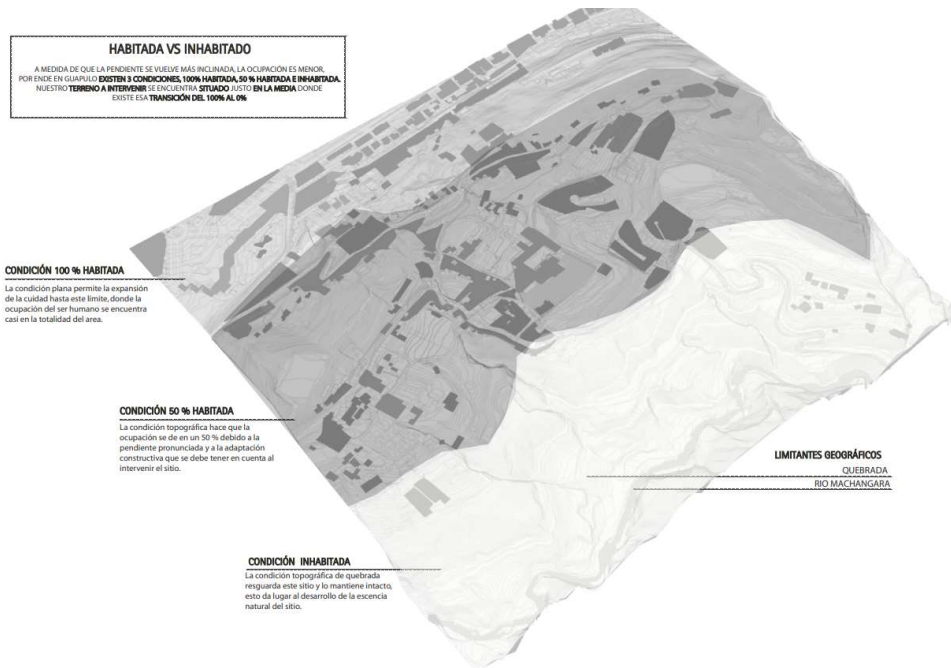 HABITADA VS INHABITADO
A MEDIDA DE QUE LA PENDIENTE SE VUELVE MÁS INCLINADA, LA OCUPACIÓN ES MENOR,
POR ENDE EN GUAPULO EXISTEN 3 CONDICIONES, 100% HABITADA, 50 % HABITADA E INHABITADA.
NUESTRO TERRENO A INTERVENIR SE ENCUENTRA SITUADO JUSTO EN LA MEDIA DONDE
EXISTE ESA TRANSICIÓN DEL 100% AL 0%
CONDICIÓN 100 % HABITADA
La condición plana permite la expansión
de la cuidad hasta este límite, donde la
ocupación del ser humano se encuentra
casi en la totalidad del area.
CONDICIÓN 50 % HABITADA
La condición topográfica hace que la
ocupación se de en un 50 % debido a la
pendiente pronunciada y a la adaptación
constructiva que se debe tener en cuenta al
intervenir el sitio.
LIMITANTES GEOGRÁFICOS
QUEBRADA
RIO MACHANGARA
CONDICIÓN INHABITADA
La condición topográfica de quebrada
resguarda este sitio y lo mantiene intacto,
esto da lugar al desarrollo de la escencia
natural del sitio.